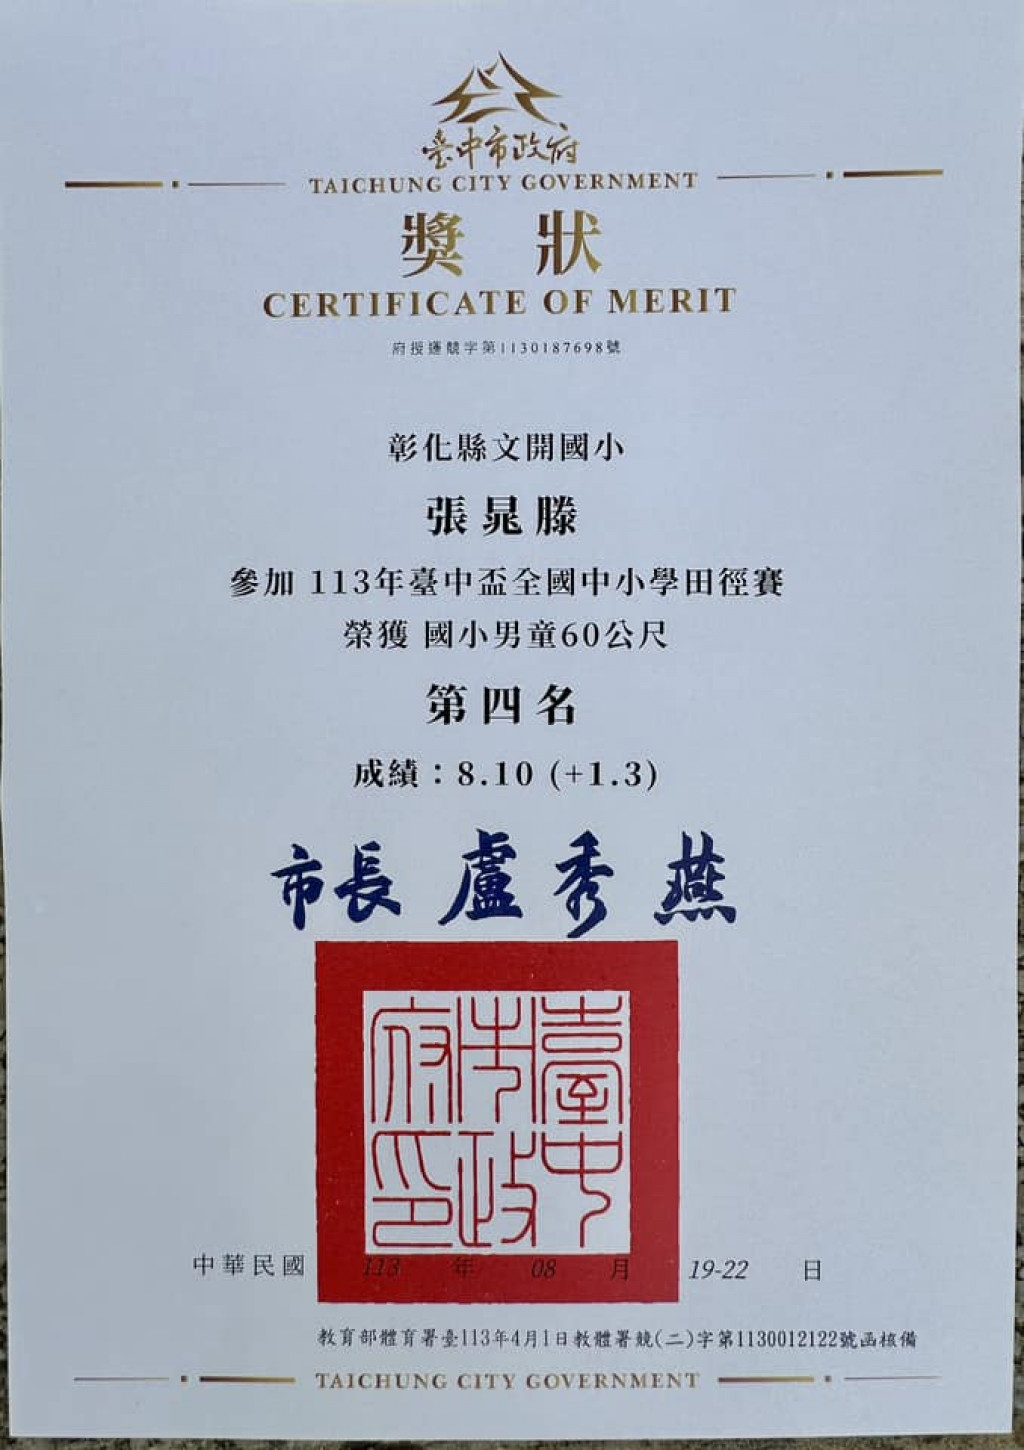 臺中市政府
TAICHUNG CITY GOVERNMENT
獎 狀
CERTIFICATE OF MERIT
府授運競字第1130187698號
彰化縣文開國小
張晁滕
參加 113年臺中盃全國中小學田徑賽
榮獲 國小男童60公尺
第四名
成績：8.10 (+1.3)
市長 盧秀燕
臺中市政府印
中華民國 113 年 08 月 19-22 日
教育部體育署臺113年4月1日教體署競(二)字第1130012122號函核備
TAICHUNG CITY GOVERNMENT